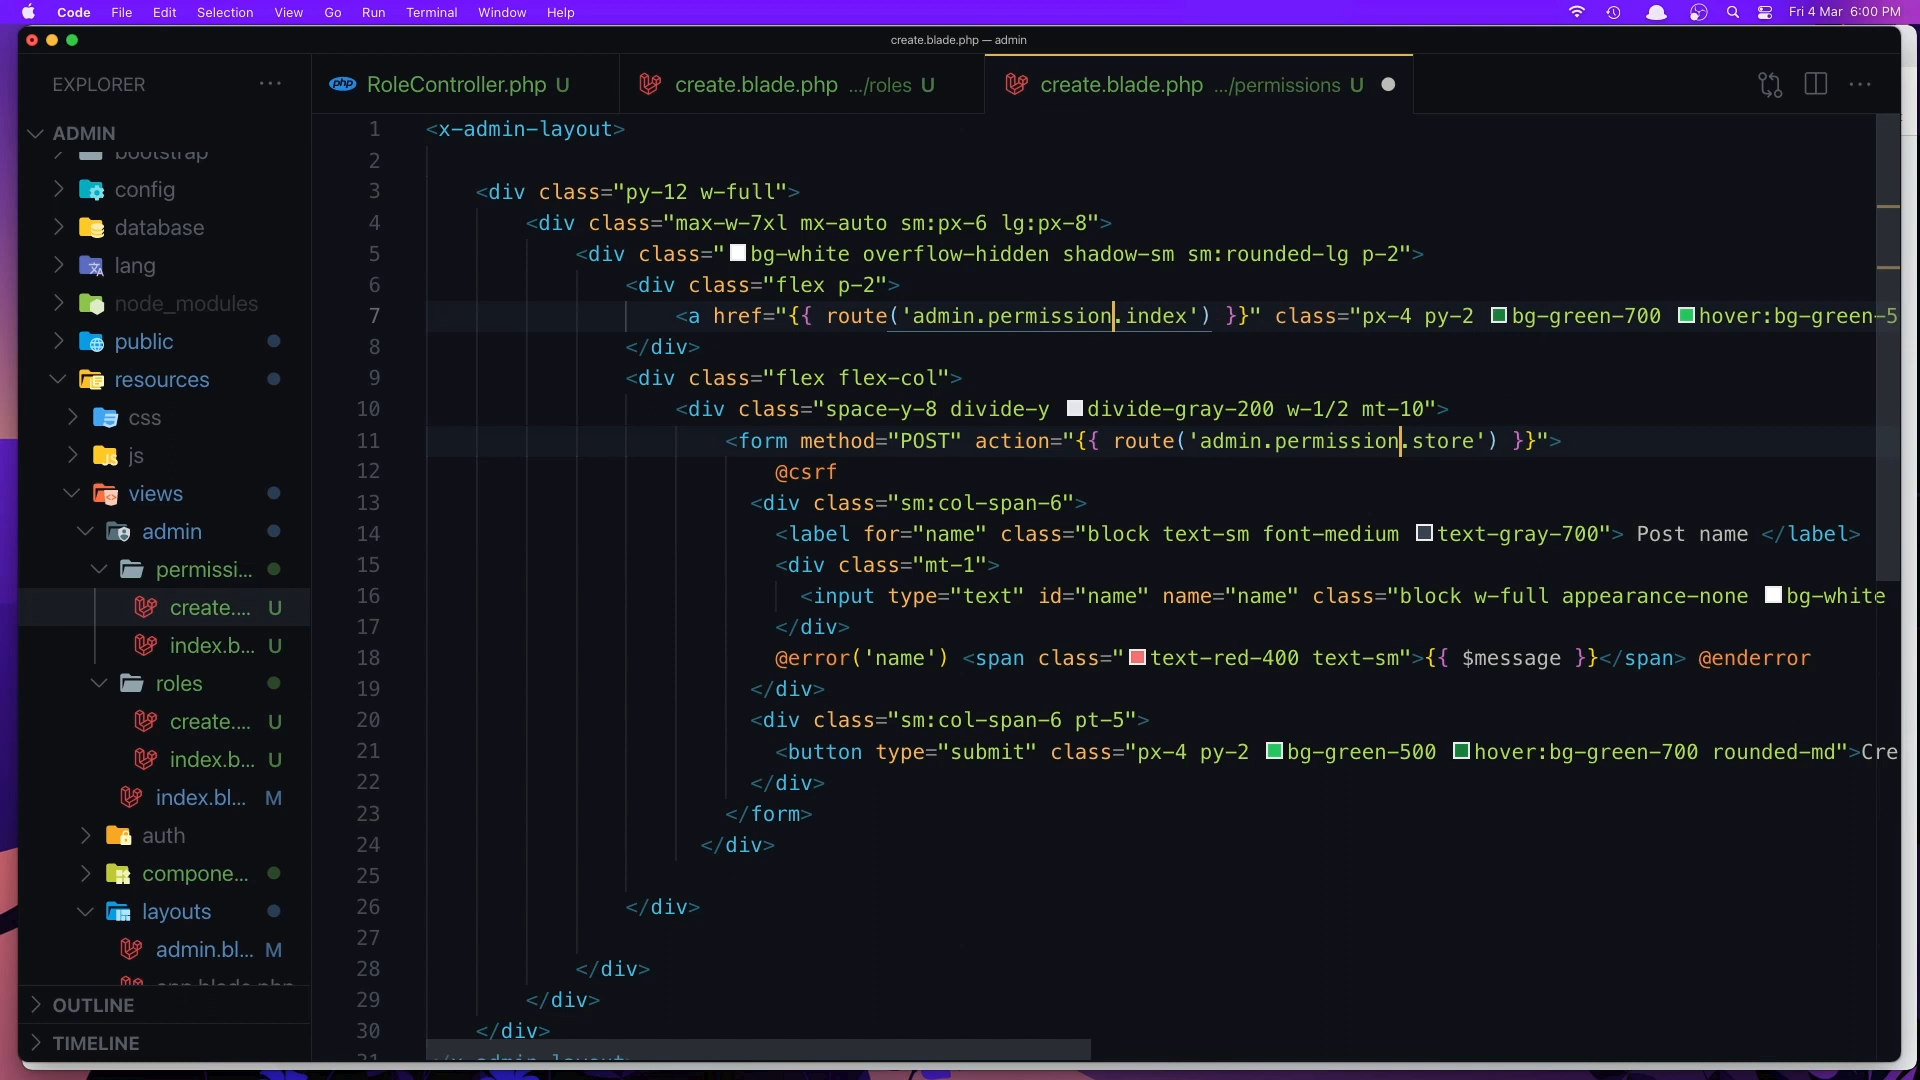 Code File Edit Selection View Go Run Terminal Window Help Fri 4 Mar 6:00 PM
create.blade.php — admin
EXPLORER
RoleController.php U
create.blade.php .../roles U
create.blade.php .../permissions U
ADMIN
bootstrap
config
database
lang
node_modules
public
resources
css
js
views
admin
permissi...
create.... U
index.b... U
roles
create.... U
index.b... U
index.bl... M
auth
compone...
layouts
admin.bl... M
app.blade.php
OUTLINE
TIMELINE
1 <x-admin-layout>
2
3 <div class="py-12 w-full">
4 <div class="max-w-7xl mx-auto sm:px-6 lg:px-8">
5 <div class="bg-white overflow-hidden shadow-sm sm:rounded-lg p-2">
6 <div class="flex p-2">
7 <a href="{{ route('admin.permission.index') }}" class="px-4 py-2 bg-green-700 hover:bg-green-5
8 </div>
9 <div class="flex flex-col">
10 <div class="space-y-8 divide-y divide-gray-200 w-1/2 mt-10">
11 <form method="POST" action="{{ route('admin.permission.store') }}">
12 @csrf
13 <div class="sm:col-span-6">
14 <label for="name" class="block text-sm font-medium text-gray-700"> Post name </label>
15 <div class="mt-1">
16 <input type="text" id="name" name="name" class="block w-full appearance-none bg-white
17 </div>
18 @error('name') <span class="text-red-400 text-sm">{{ $message }}</span> @enderror
19 </div>
20 <div class="sm:col-span-6 pt-5">
21 <button type="submit" class="px-4 py-2 bg-green-500 hover:bg-green-700 rounded-md">Cre
22 </div>
23 </form>
24 </div>
25
26 </div>
27
28 </div>
29 </div>
30 </div>
31 </x-admin-layout>